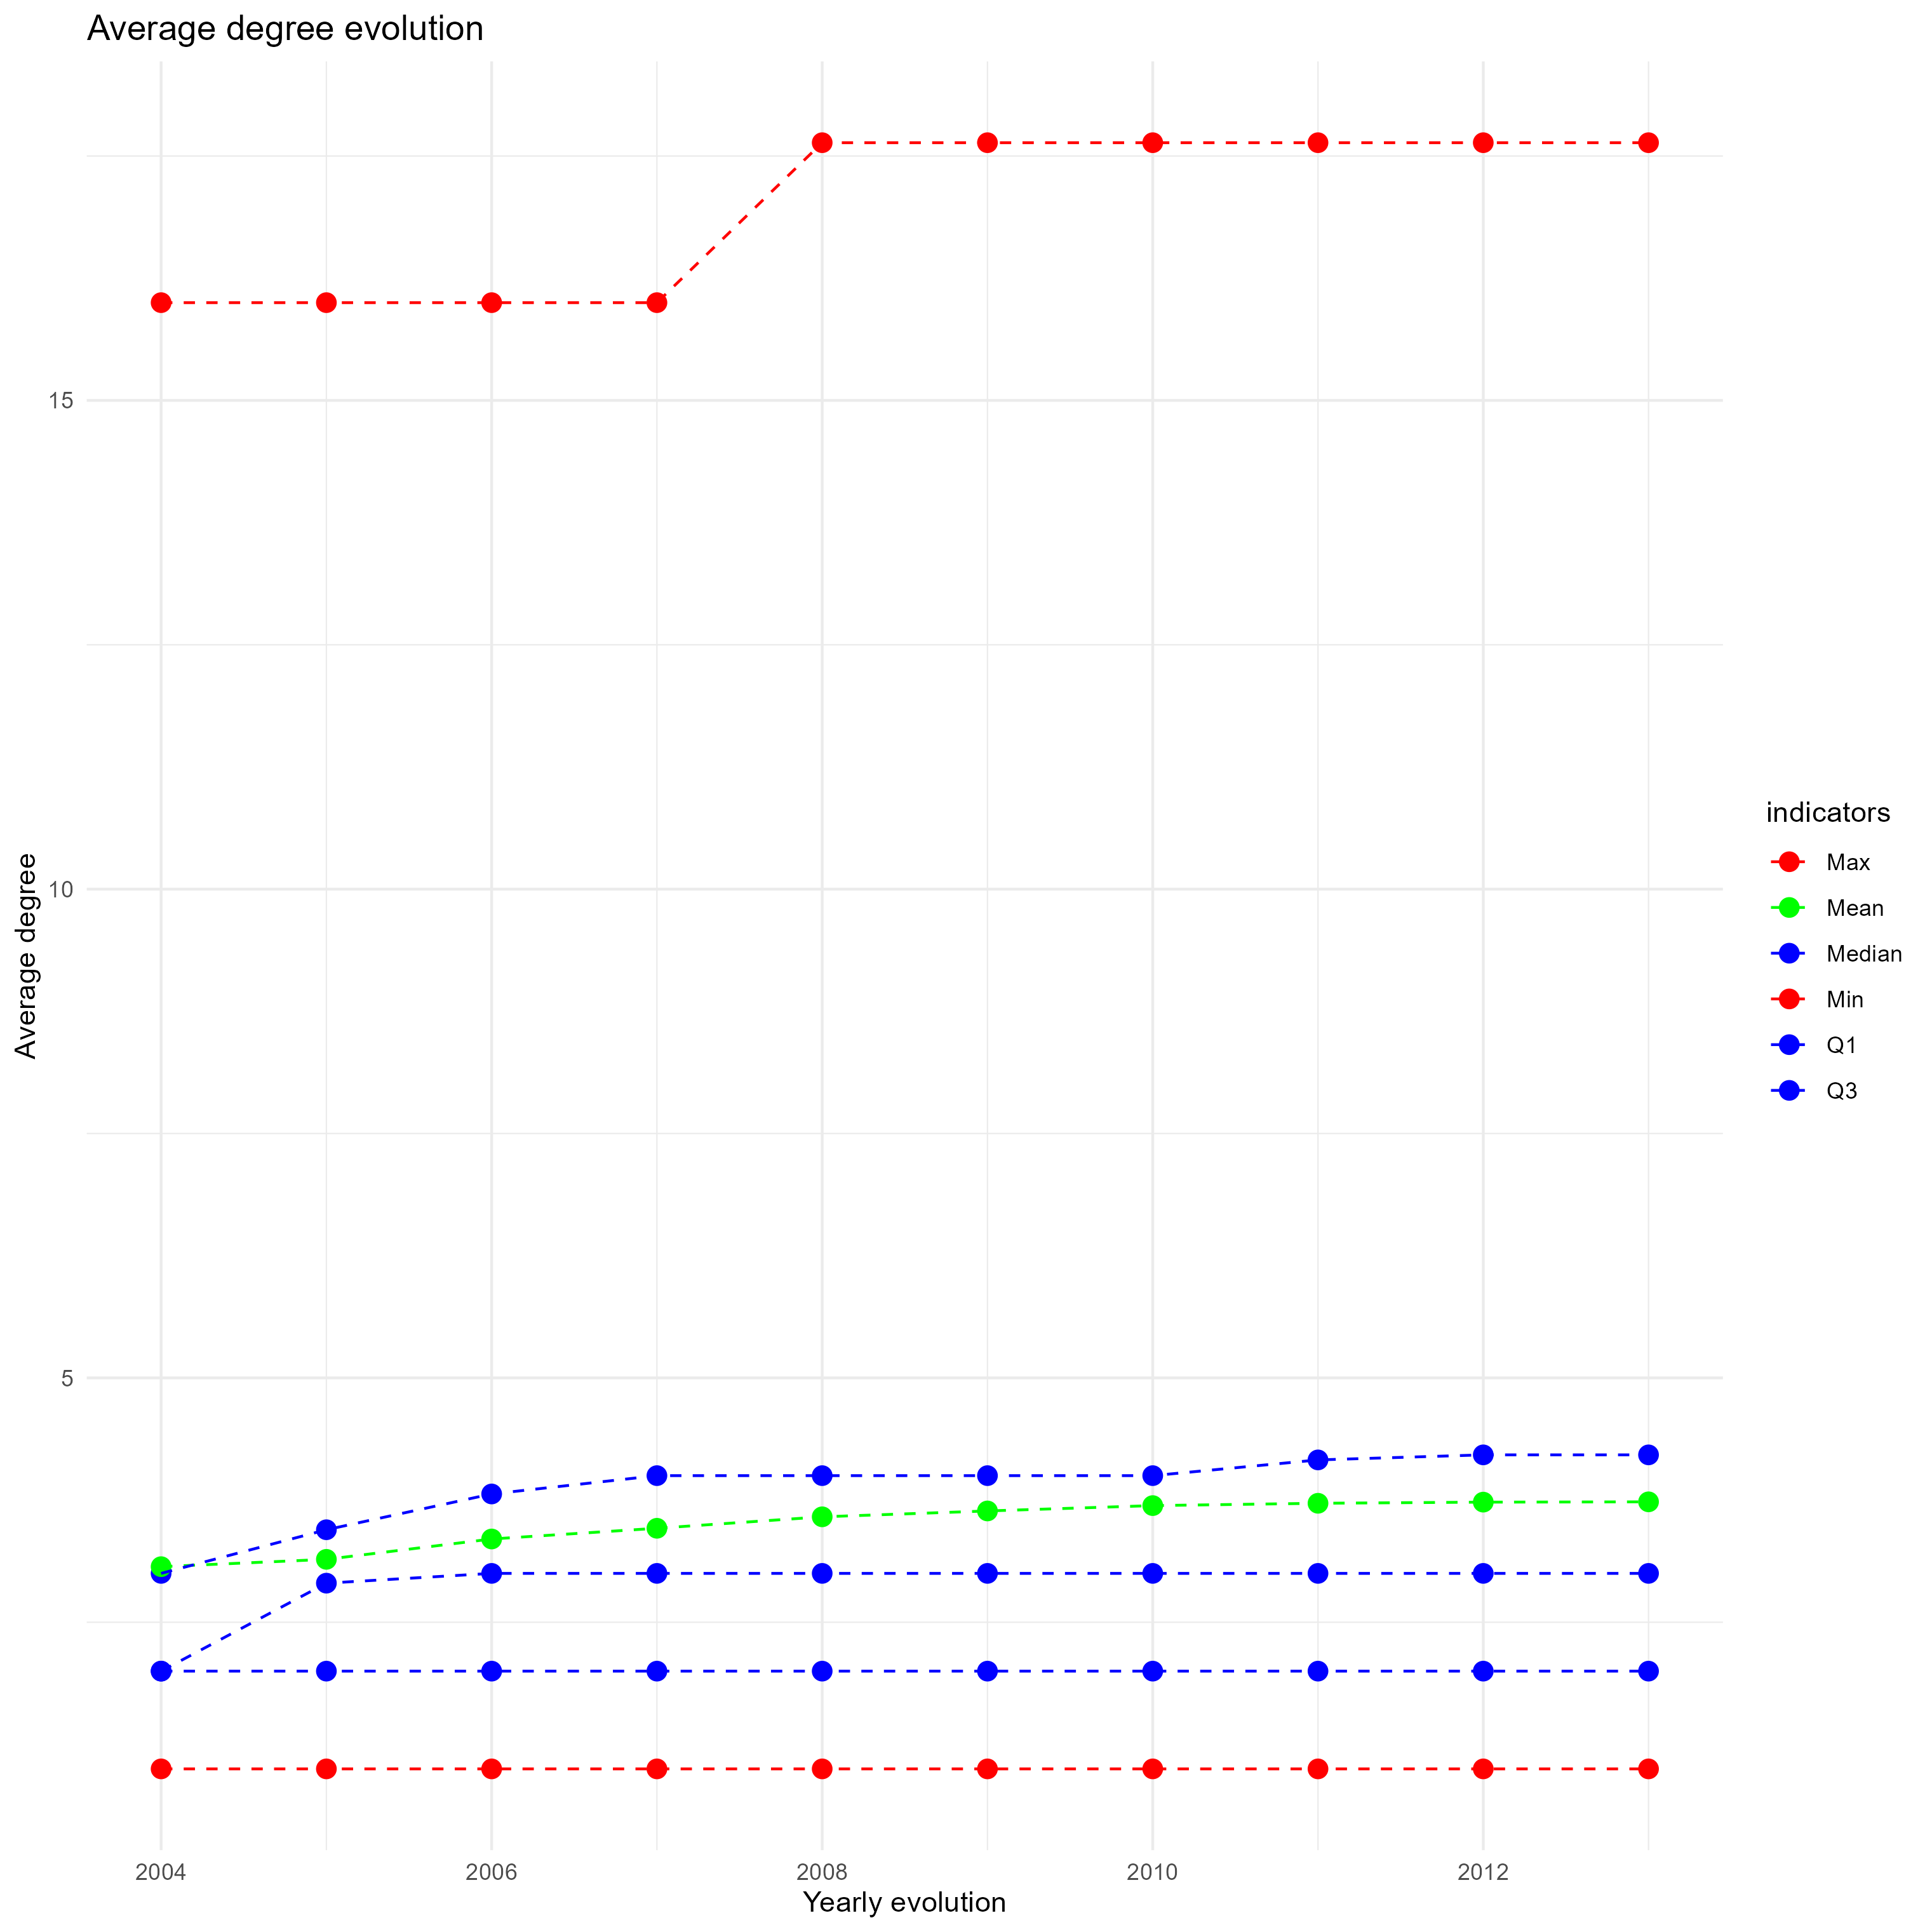 Average degree evolution
15
10
5
Average degree
2004
2006
2008
2010
2012
Yearly evolution
indicators
Max
Mean
Median
Min
Q1
Q3